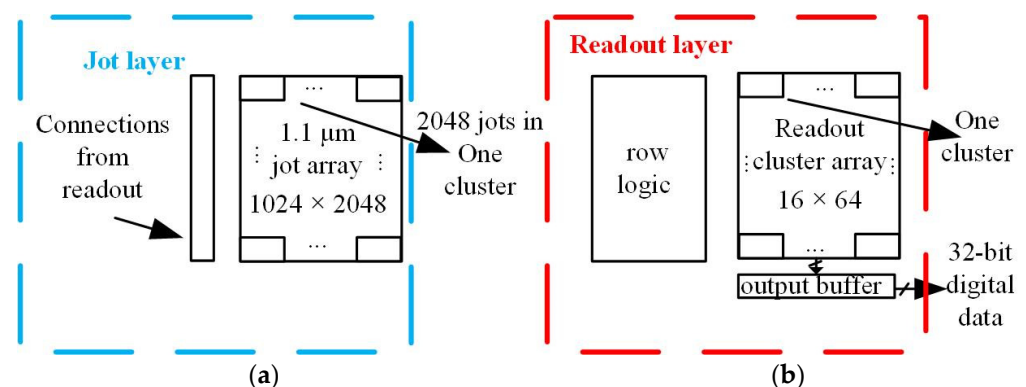 Jot layer
Connections
from
readout
...
1.1 μm
jot array
1024 × 2048
...
2048 jots in
One
cluster
(a)
Readout layer
row
logic
...
Readout
cluster array
16 × 64
...
output buffer
One
cluster
32-bit
digital
data
(b)